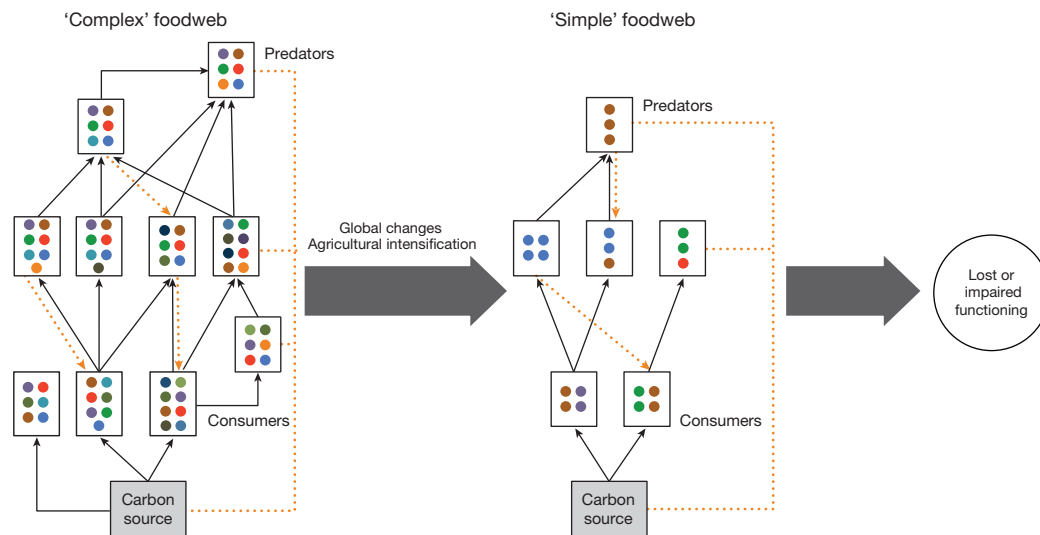 ‘Complex’ foodweb
‘Simple’ foodweb
Predators
Predators
Global changes
Agricultural intensification
Lost or
impaired
functioning
Consumers
Consumers
Carbon
source
Carbon
source